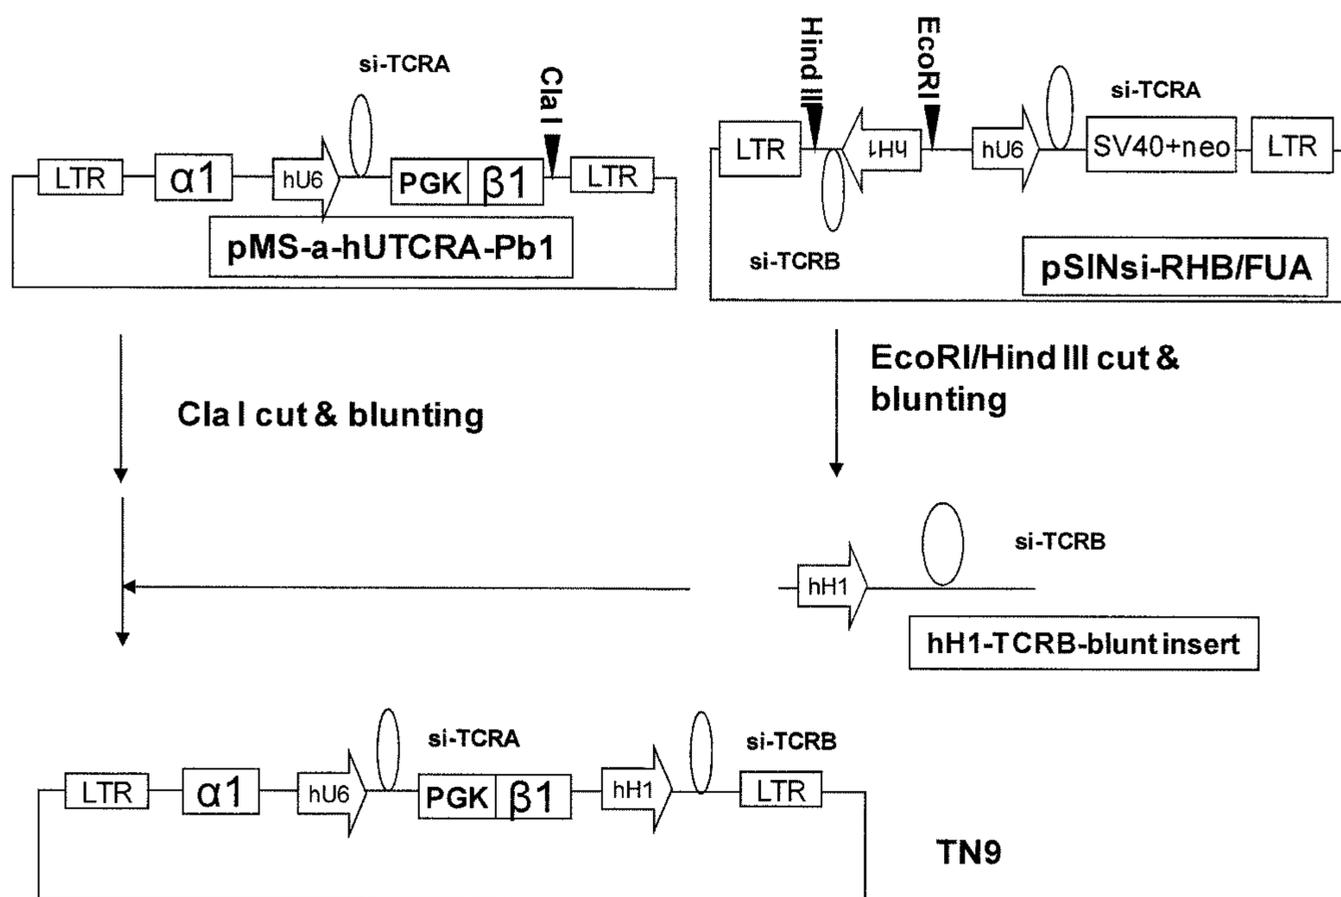 si-TCRA
Cla I
LTR
α1
hU6
PGK
β1
LTR
pMS-a-hUTCRA-Pb1
Hind III
EcoRI
si-TCRA
LTR
hH1
hU6
SV40+neo
LTR
si-TCRB
pSINsi-RHB/FUA
Cla I cut & blunting
EcoRI/Hind III cut &
blunting
si-TCRB
hH1
hH1-TCRB-blunt insert
si-TCRA
si-TCRB
LTR
α1
hU6
PGK
β1
hH1
LTR
TN9